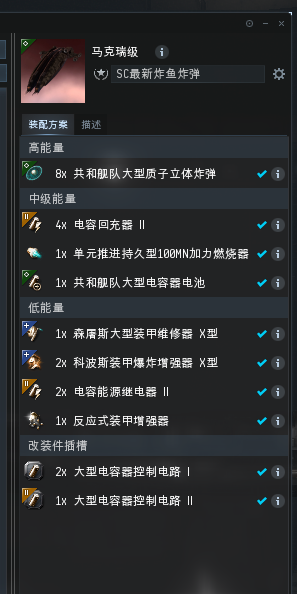 马克瑞级
SC最新炸鱼炸弹
装配方案 描述
高能量
8x 共和舰队大型质子立体炸弹
中级能量
4x 电容回充器 II
1x 单元推进持久型100MN加力燃烧器
1x 共和舰队大型电容器电池
低能量
1x 森屠斯大型装甲维修器 X型
2x 科波斯装甲爆炸增强器 X型
2x 电容能源继电器 II
1x 反应式装甲增强器
改装件插槽
2x 大型电容器控制电路 I
1x 大型电容器控制电路 II